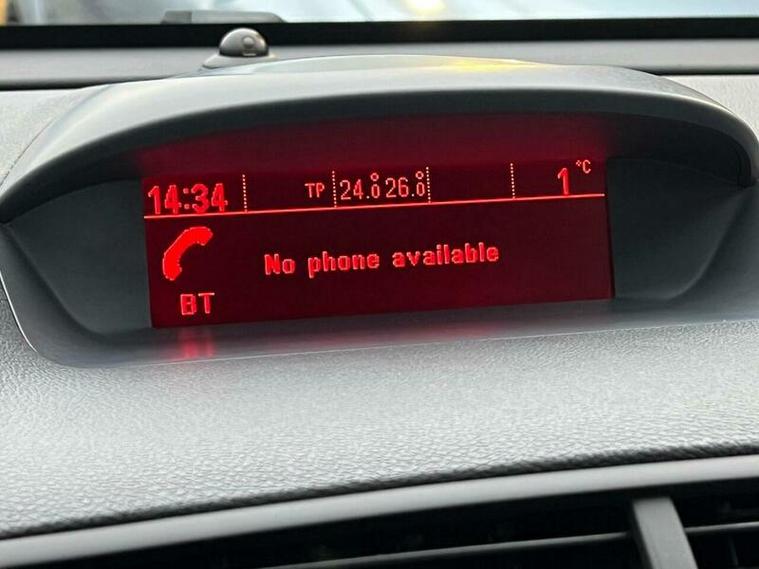 14:34 TP 24.0 26.0 1 °C
No phone available
BT